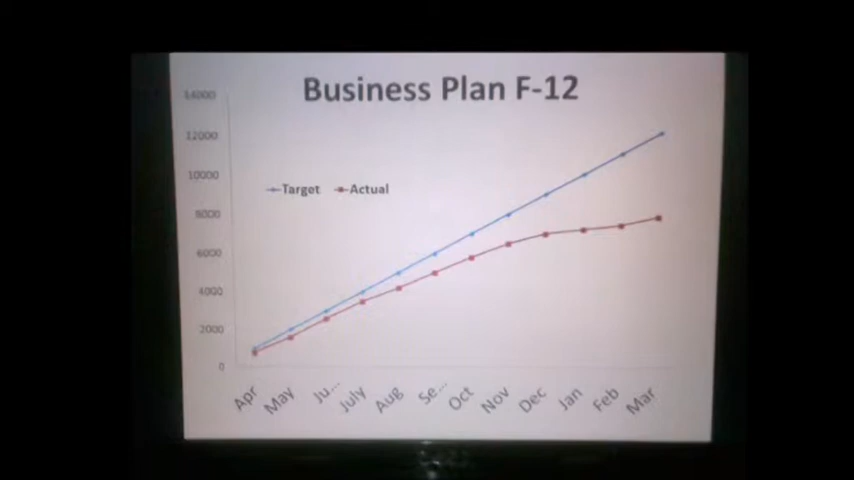 Business Plan F-12
14000
12000
10000
8000
6000
4000
2000
0
Target Actual
Apr May Ju... July Aug Se... Oct Nov Dec Jan Feb Mar